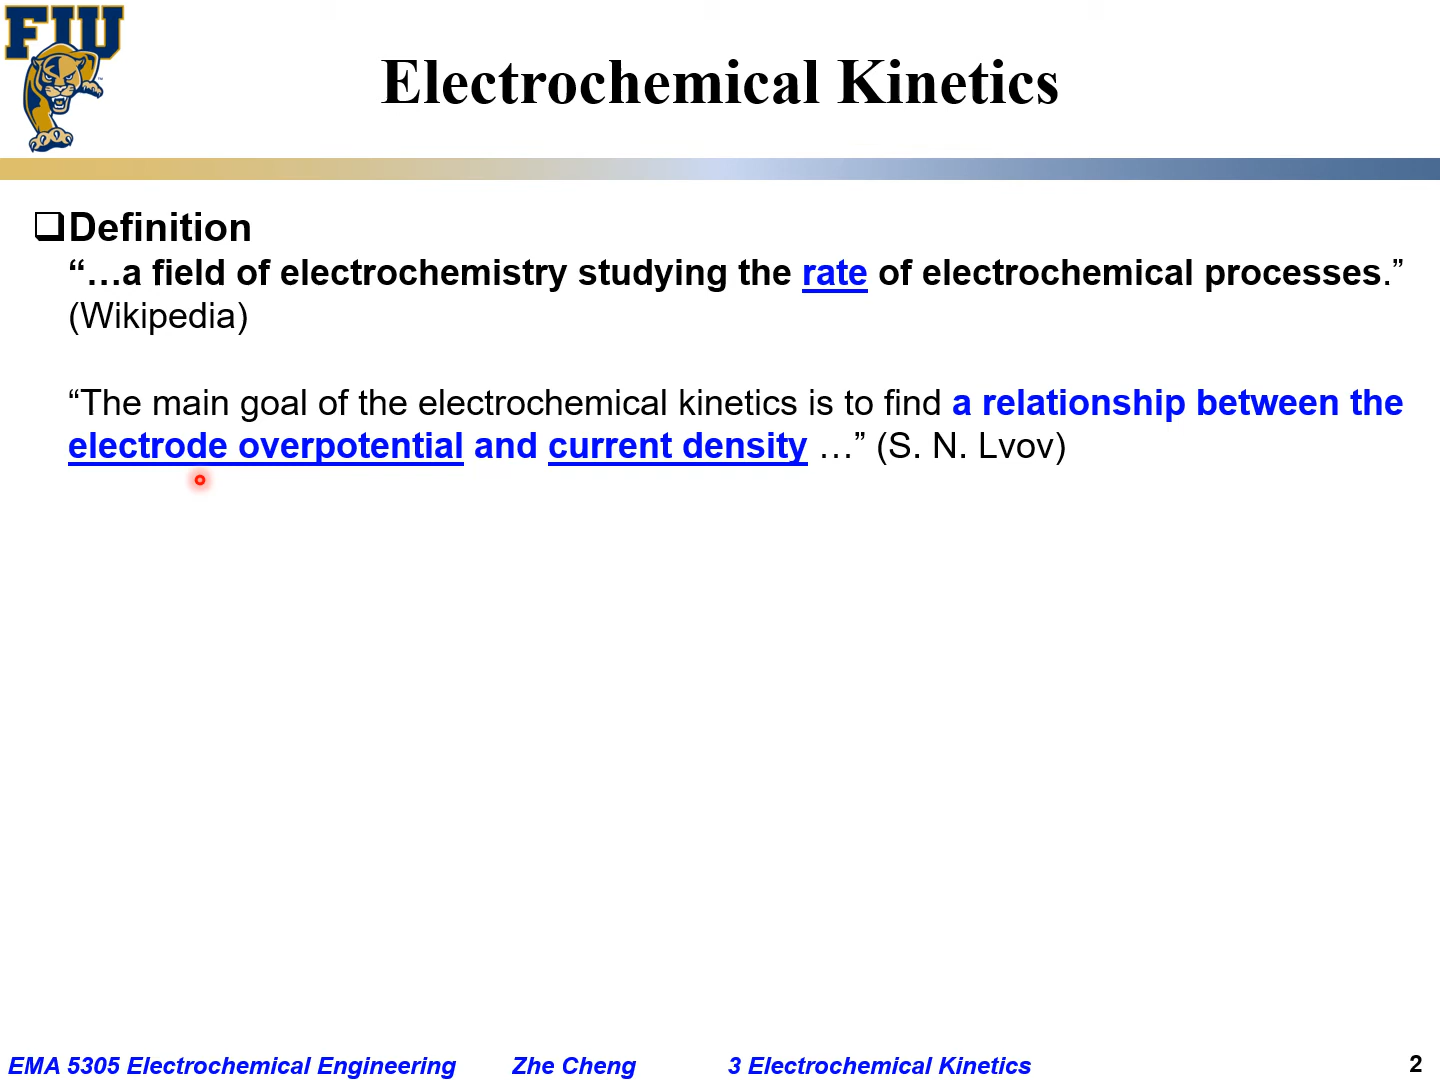 FIU
Electrochemical Kinetics
❑Definition
“…a field of electrochemistry studying the rate of electrochemical processes.”
(Wikipedia)
“The main goal of the electrochemical kinetics is to find a relationship between the
electrode overpotential and current density …” (S. N. Lvov)
EMA 5305 Electrochemical Engineering Zhe Cheng 3 Electrochemical Kinetics 2